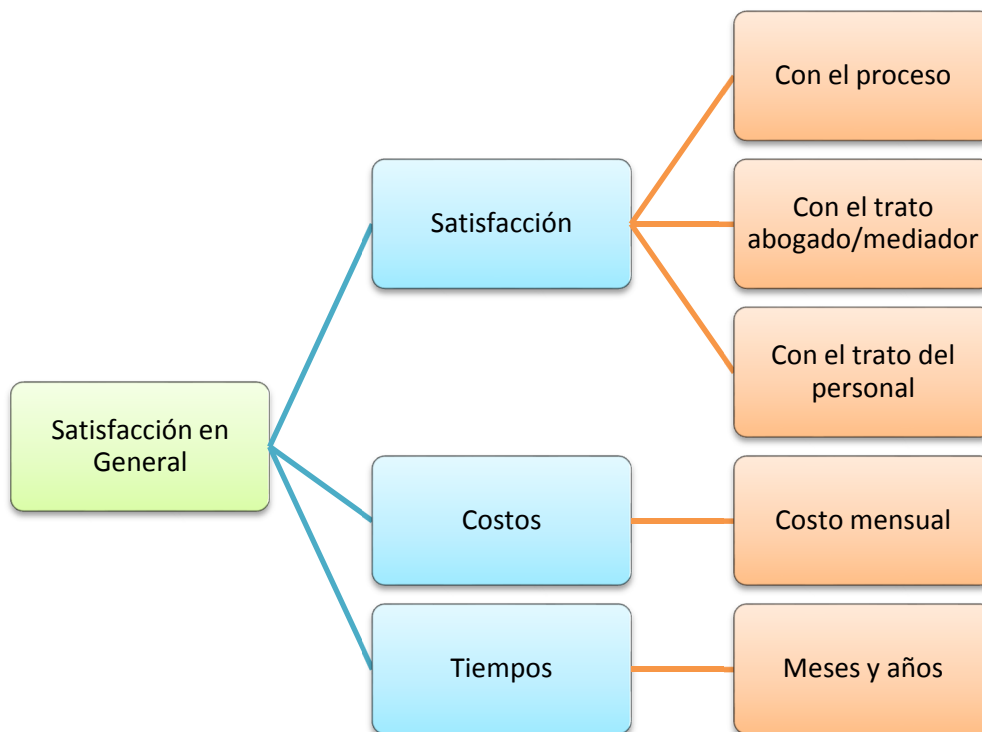 Satisfacción en
General
Satisfacción
Con el proceso
Con el trato
abogado/mediador
Con el trato del
personal
Costos
Costo mensual
Tiempos
Meses y años